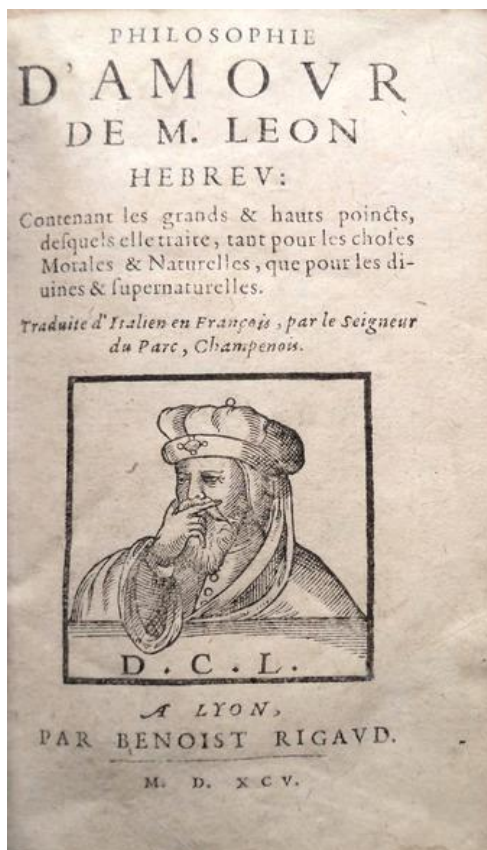 PHILOSOPHIE
D'AMOVR
DE M. LEON
HEBREV:
Contenant les grands & hauts poincts,
deſquels elle traite, tant pour les choſes
Morales & Naturelles, que pour les di-
uines & ſupernaturelles.
Traduite d'Italien en François, par le Seigneur
du Parc, Champenois.
D. C. L.
A LYON,
PAR BENOIST RIGAVD.
M. D. XCV.